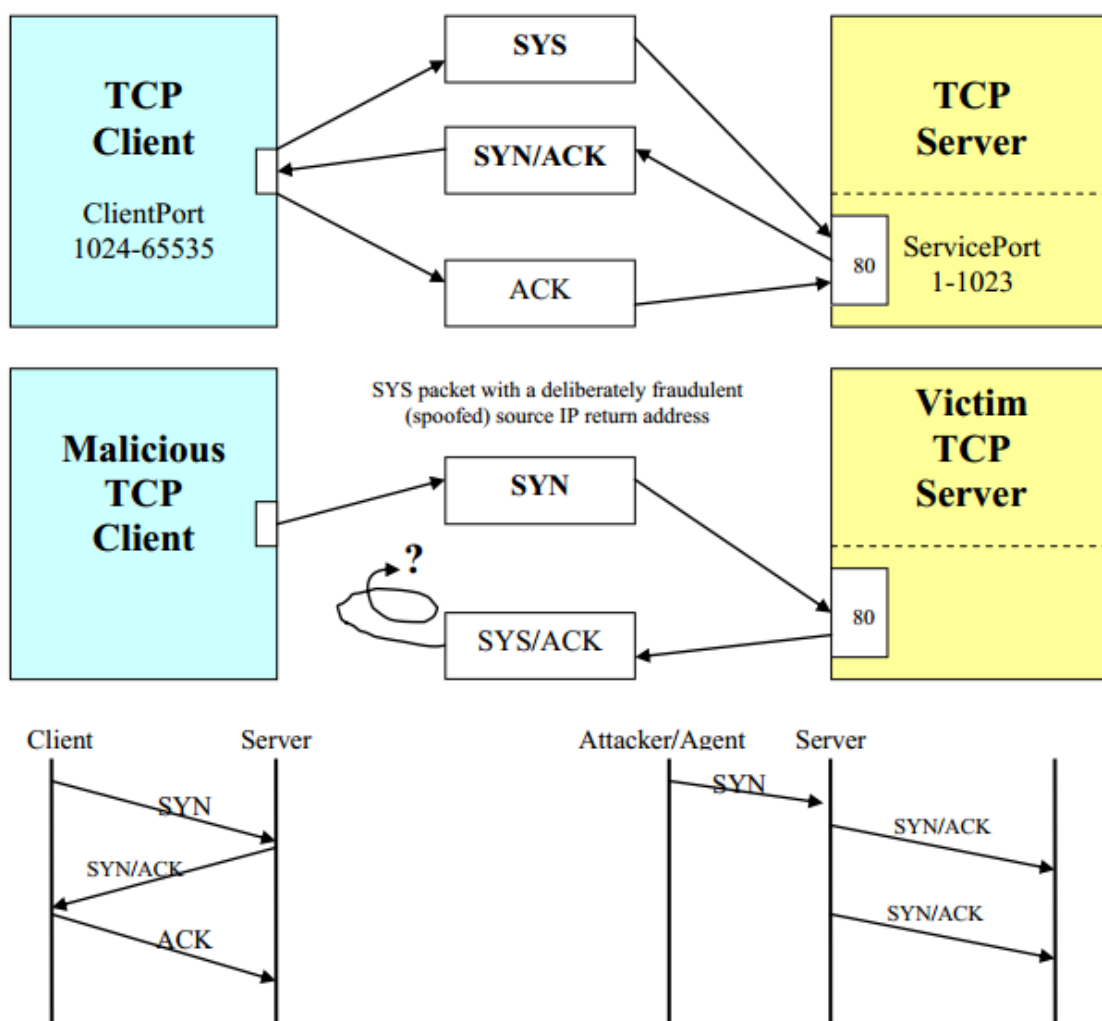 TCP
Client
ClientPort
1024-65535
SYS
SYN/ACK
ACK
TCP
Server
80
ServicePort
1-1023
Malicious
TCP
Client
SYS packet with a deliberately fraudulent
(spoofed) source IP return address
SYN
?
SYS/ACK
Victim
TCP
Server
80
Client
Server
SYN
SYN/ACK
ACK
Attacker/Agent
Server
SYN
SYN/ACK
SYN/ACK